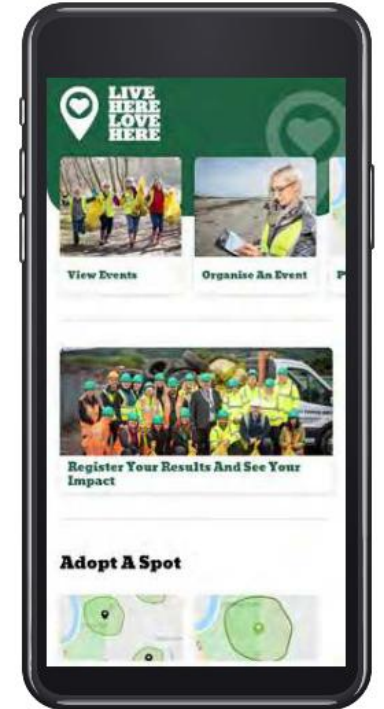 LIVE
HERE
LOVE
HERE
View Events
Organise An Event
P
Register Your Results And See Your
Impact
Adopt A Spot